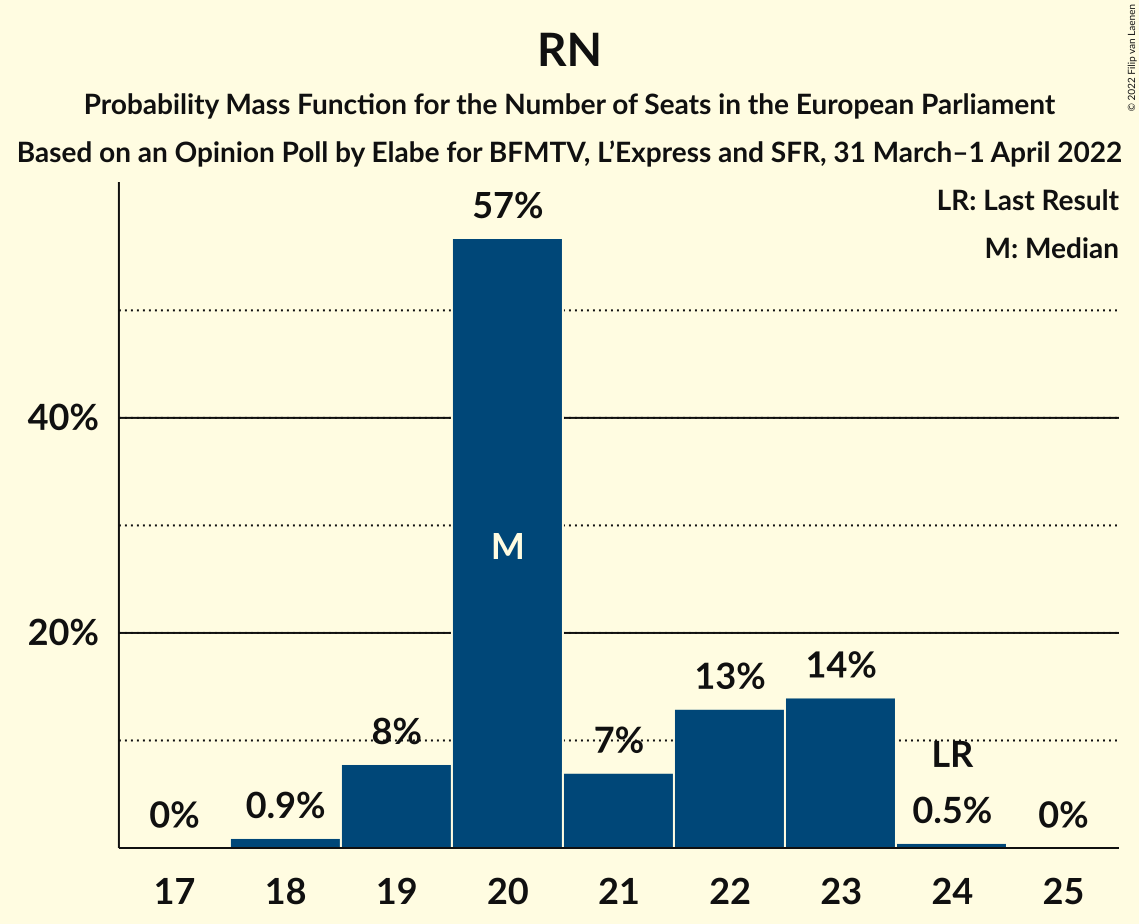 RN
Probability Mass Function for the Number of Seats in the European Parliament
Based on an Opinion Poll by Elabe for BFMTV, L’Express and SFR, 31 March–1 April 2022
© 2022 Filip van Laenen
LR: Last Result
M: Median
57%
40%
M
20%
14%
13%
8%
7%
LR
0.9%
0.5%
0%
0%
17 18 19 20 21 22 23 24 25